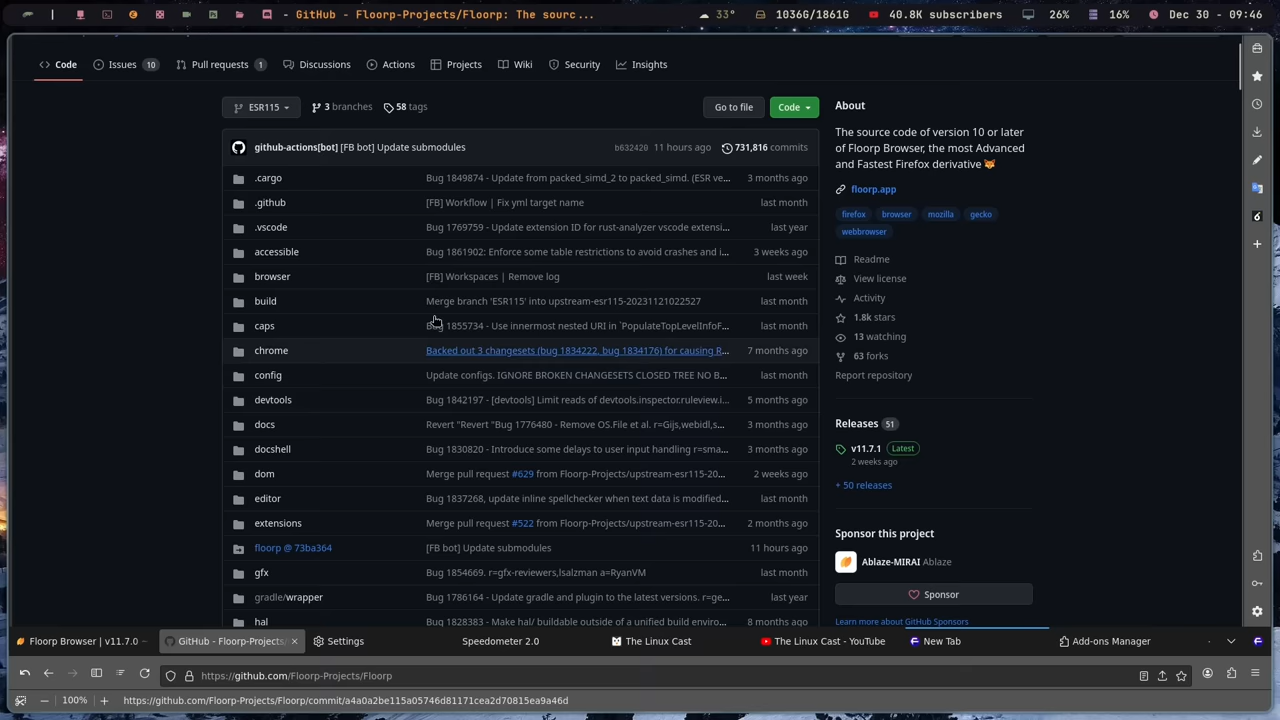 GitHub - Floorp-Projects/Floorp: The sourc ...
33°
1036G/1861G
40.8K subscribers
26%
16%
Dec 30 - 09:46
Code
Issues 10
Pull requests 1
Discussions
Actions
Projects
Wiki
Security
Insights
ESR115
3 branches
58 tags
Go to file
Code
github-actions[bot] [FB bot] Update submodules
b632420 11 hours ago
731,816 commits
.cargo
Bug 1849874 - Update from packed_simd_2 to packed_simd. (ESR ve...
3 months ago
.github
[FB] Workflow | Fix yml target name
last month
.vscode
Bug 1769759 - Update extension ID for rust-analyzer vscode extensi...
last year
accessible
Bug 1861902: Enforce some table restrictions to avoid crashes and i...
3 weeks ago
browser
[FB] Workspaces | Remove log
last week
build
Merge branch 'ESR115' into upstream-esr115-20231121022527
last month
caps
Bug 1855734 - Use innermost nested URI in `PopulateTopLevelInfoF...
last month
chrome
Backed out 3 changesets (bug 1834222, bug 1834176) for causing R...
7 months ago
config
Update configs. IGNORE BROKEN CHANGESETS CLOSED TREE NO B...
last month
devtools
Bug 1842197 - [devtools] Limit reads of devtools.inspector.ruleview.i...
5 months ago
docs
Revert "Revert "Bug 1776480 - Remove OS.File et al. r=Gijs,webidl,s...
3 months ago
docshell
Bug 1830820 - Introduce some delays to user input handling r=sma...
3 months ago
dom
Merge pull request #629 from Floorp-Projects/upstream-esr115-20...
2 weeks ago
editor
Bug 1837268, update inline spellchecker when text data is modified...
last month
extensions
Merge pull request #522 from Floorp-Projects/upstream-esr115-20...
2 months ago
floorp @ 73ba364
[FB bot] Update submodules
11 hours ago
gfx
Bug 1854669. r=gfx-reviewers,lsalzman a=RyanVM
last month
gradle/wrapper
Bug 1786164 - Update gradle and plugin to the latest versions. r=ge...
last year
hal
Bug 1828383 - Make hal/ buildable outside of a unified build enviro...
8 months ago
About
The source code of version 10 or later
of Floorp Browser, the most Advanced
and Fastest Firefox derivative 🦊
floorp.app
firefox
browser
mozilla
gecko
webbrowser
Readme
View license
Activity
1.8k stars
13 watching
63 forks
Report repository
Releases 51
v11.7.1 Latest
2 weeks ago
+ 50 releases
Sponsor this project
Ablaze-MIRAI Ablaze
Sponsor
Learn more about GitHub Sponsors
Floorp Browser | v11.7.0
GitHub - Floorp-Projects/
Settings
Speedometer 2.0
The Linux Cast
The Linux Cast - YouTube
New Tab
Add-ons Manager
https://github.com/Floorp-Projects/Floorp
100%
https://github.com/Floorp-Projects/Floorp/commit/a4a0a2be115a05746d81171cea2d70815ea9a46d